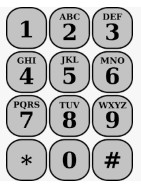 ABC DEF
1 2 3
GHI JKL MNO
4 5 6
PQRS TUV WXYZ
7 8 9
* 0 #